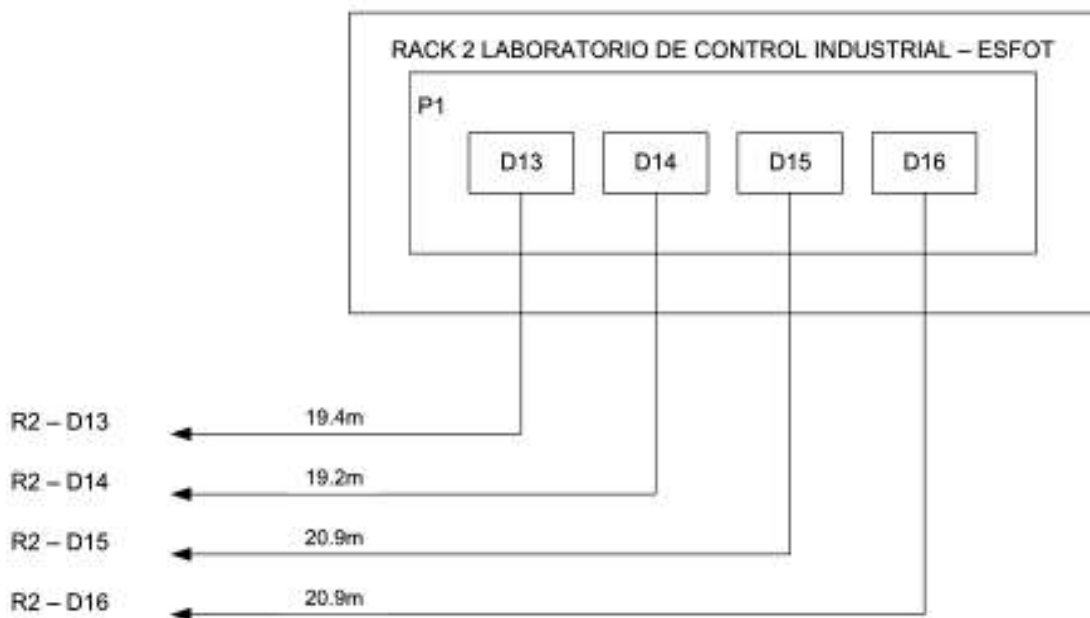 RACK 2 LABORATORIO DE CONTROL INDUSTRIAL – ESFOT
P1
D13 D14 D15 D16
R2 – D13 19.4m
R2 – D14 19.2m
R2 – D15 20.9m
R2 – D16 20.9m